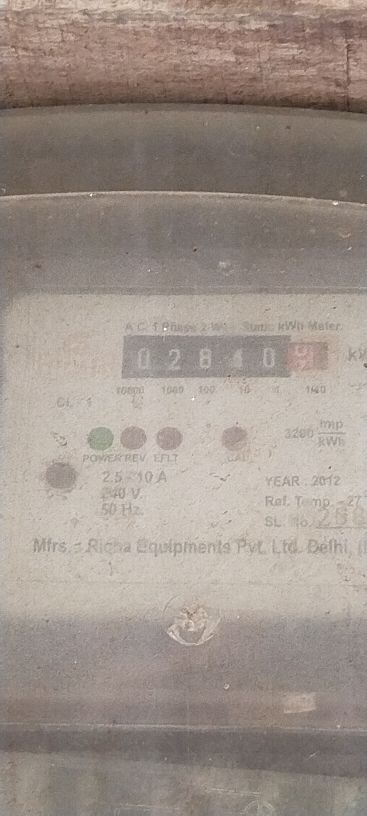 A.C. 1 Phase 2 Static kWh Meter
0 2 8 4 0
10000 1000 100 10 1 1/10
CL. 1
3200 imp/kWh
POWER REV EFLT CAL
2.5 - 10 A
240 V.
50 Hz.
YEAR . 2012
Ref. Temp. 27
SL. No.
Mfrs. : Equipments Pvt. Ltd. Delhi,